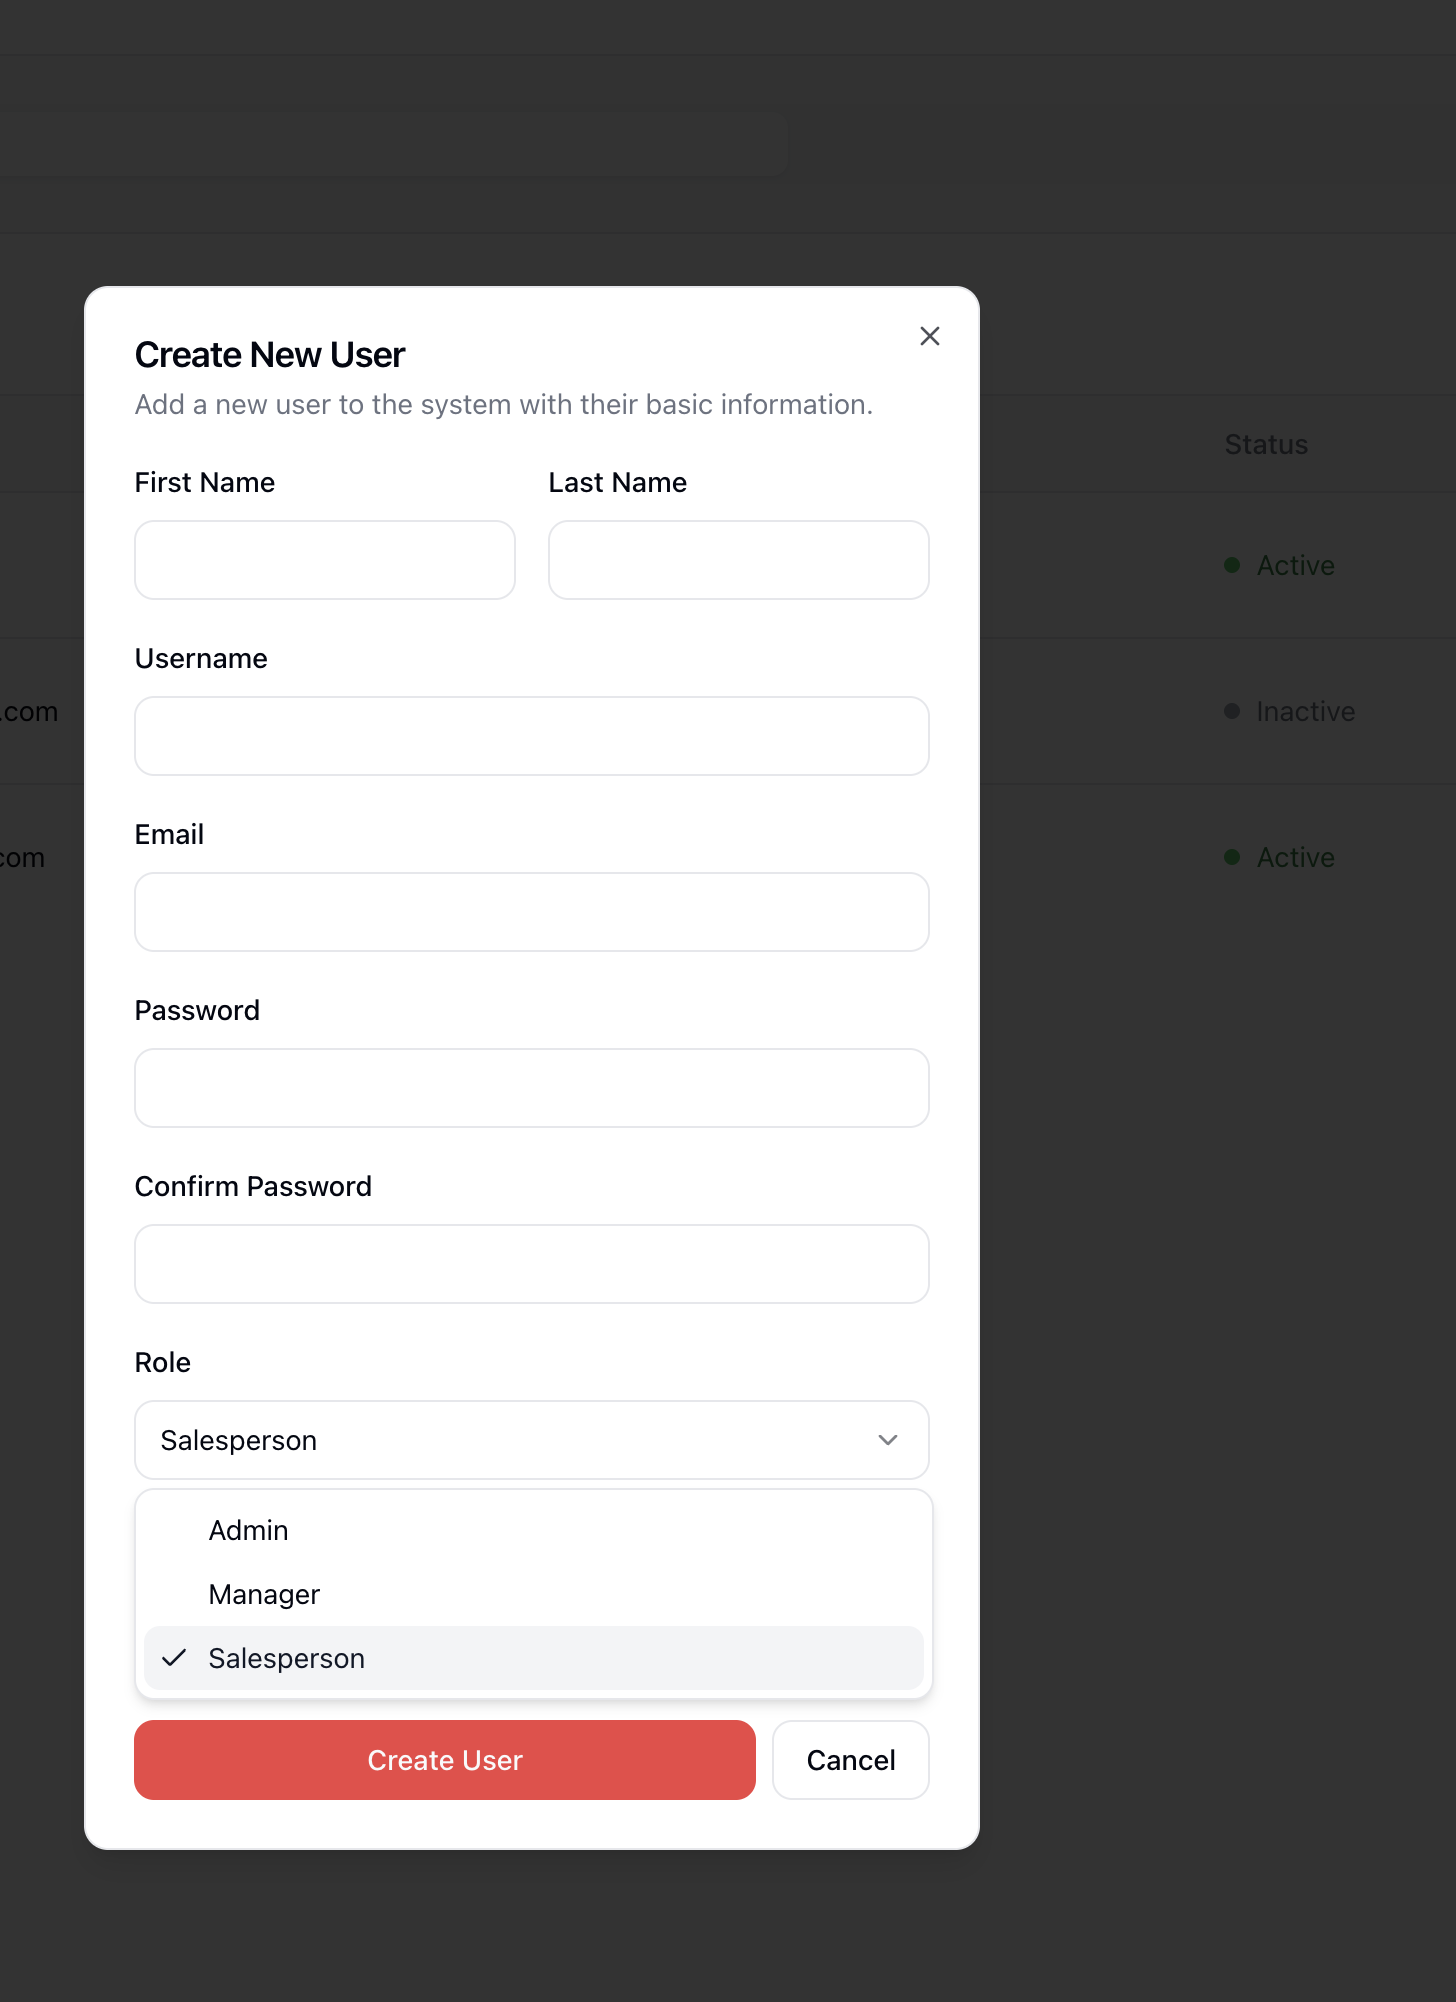 Create New User
Add a new user to the system with their basic information.
First Name
Last Name
Username
Email
Password
Confirm Password
Role
Salesperson
Admin
Manager
Salesperson
Create User
Cancel
Status
Active
.com
Inactive
com
Active